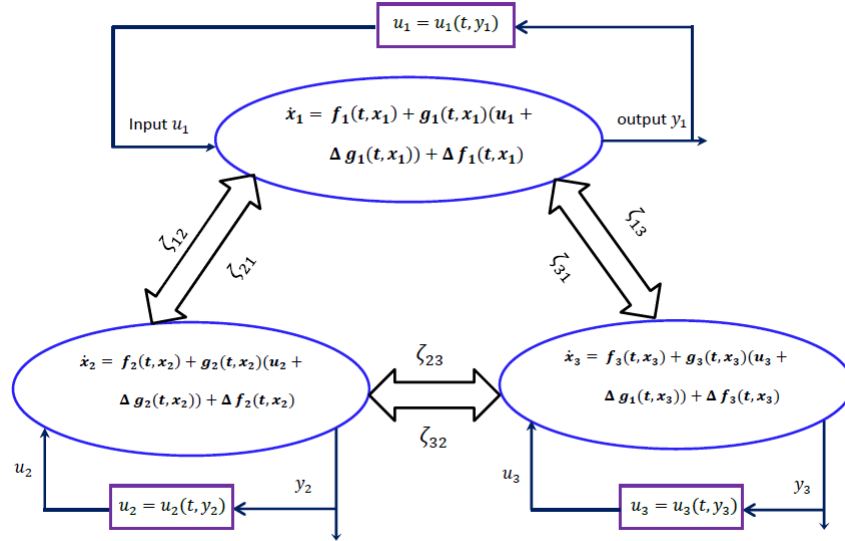 u₁ = u₁(t, y₁)
Input u₁
ẋ₁ = f₁(t, x₁) + g₁(t, x₁)(u₁ +
Δ g₁(t, x₁)) + Δ f₁(t, x₁)
output y₁
ζ₁₂
ζ₂₁
ζ₁₃
ζ₃₁
ẋ₂ = f₂(t, x₂) + g₂(t, x₂)(u₂ +
Δ g₂(t, x₂)) + Δ f₂(t, x₂)
ζ₂₃
ζ₃₂
ẋ₃ = f₃(t, x₃) + g₃(t, x₃)(u₃ +
Δ g₁(t, x₃)) + Δ f₃(t, x₃)
u₂
u₂ = u₂(t, y₂)
y₂
u₃
u₃ = u₃(t, y₃)
y₃